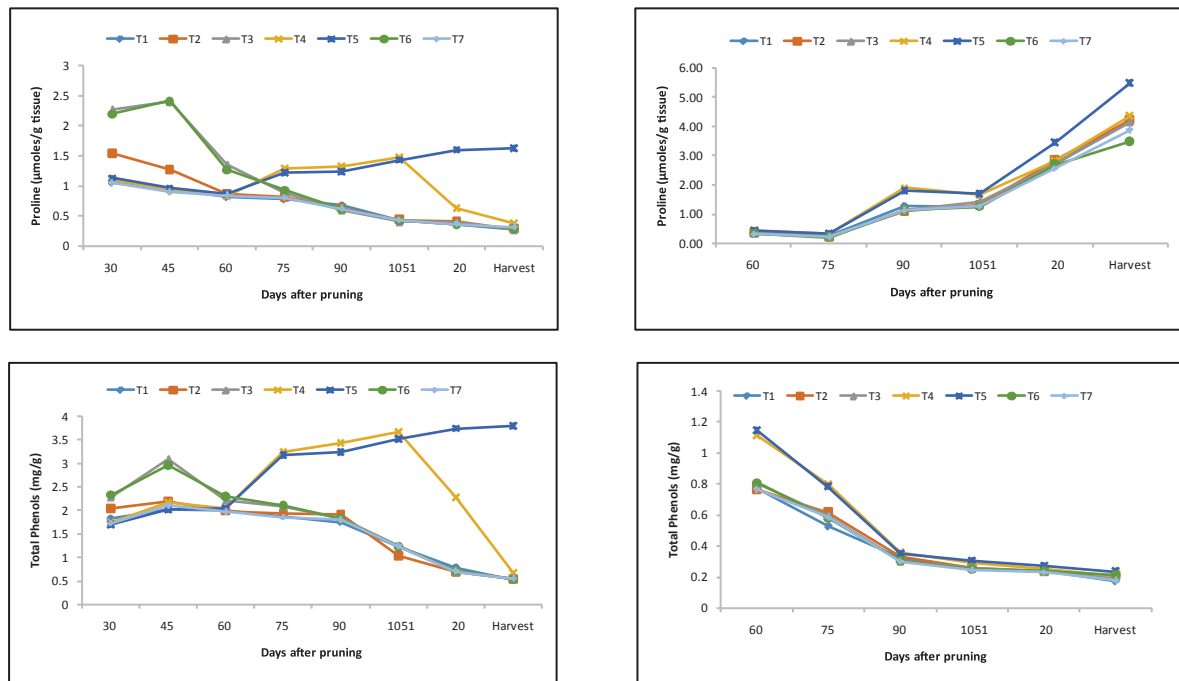 T1 T2 T3 T4 T5 T6 T7
Proline (µmoles/g tissue)
3
2.5
2
1.5
1
0.5
0
30 45 60 75 90 1051 20 Harvest
Days after pruning
T1 T2 T3 T4 T5 T6 T7
Proline (µmoles/g tissue)
6.00
5.00
4.00
3.00
2.00
1.00
0.00
60 75 90 1051 20 Harvest
Days after pruning
T1 T2 T3 T4 T5 T6 T7
Total Phenols (mg/g)
4
3.5
3
2.5
2
1.5
1
0.5
0
30 45 60 75 90 1051 20 Harvest
Days after pruning
T1 T2 T3 T4 T5 T6 T7
Total Phenols (mg/g)
1.4
1.2
1
0.8
0.6
0.4
0.2
0
60 75 90 1051 20 Harvest
Days after pruning